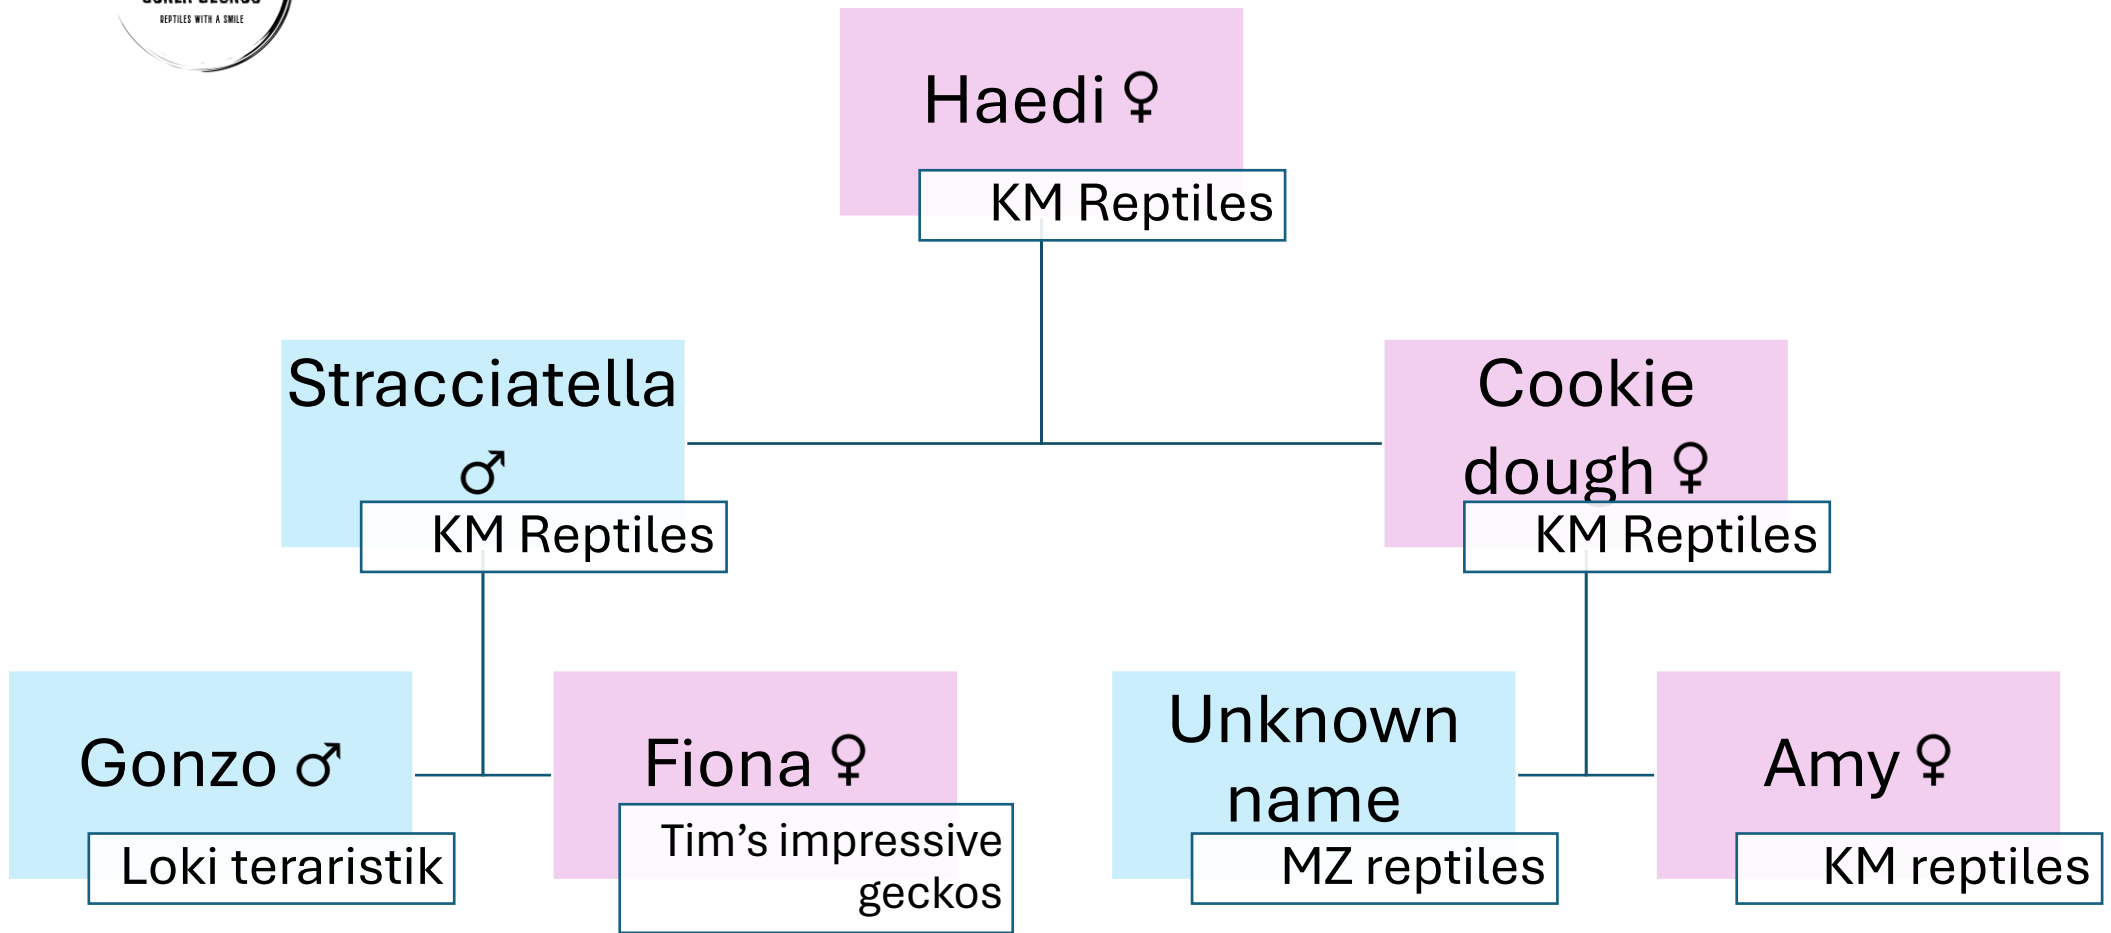 REPTILES WITH A SMILE
Haedi ♀
KM Reptiles
Stracciatella
♂
KM Reptiles
Cookie
dough ♀
KM Reptiles
Gonzo ♂
Loki teraristik
Fiona ♀
Tim’s impressive
geckos
Unknown
name
MZ reptiles
Amy ♀
KM reptiles